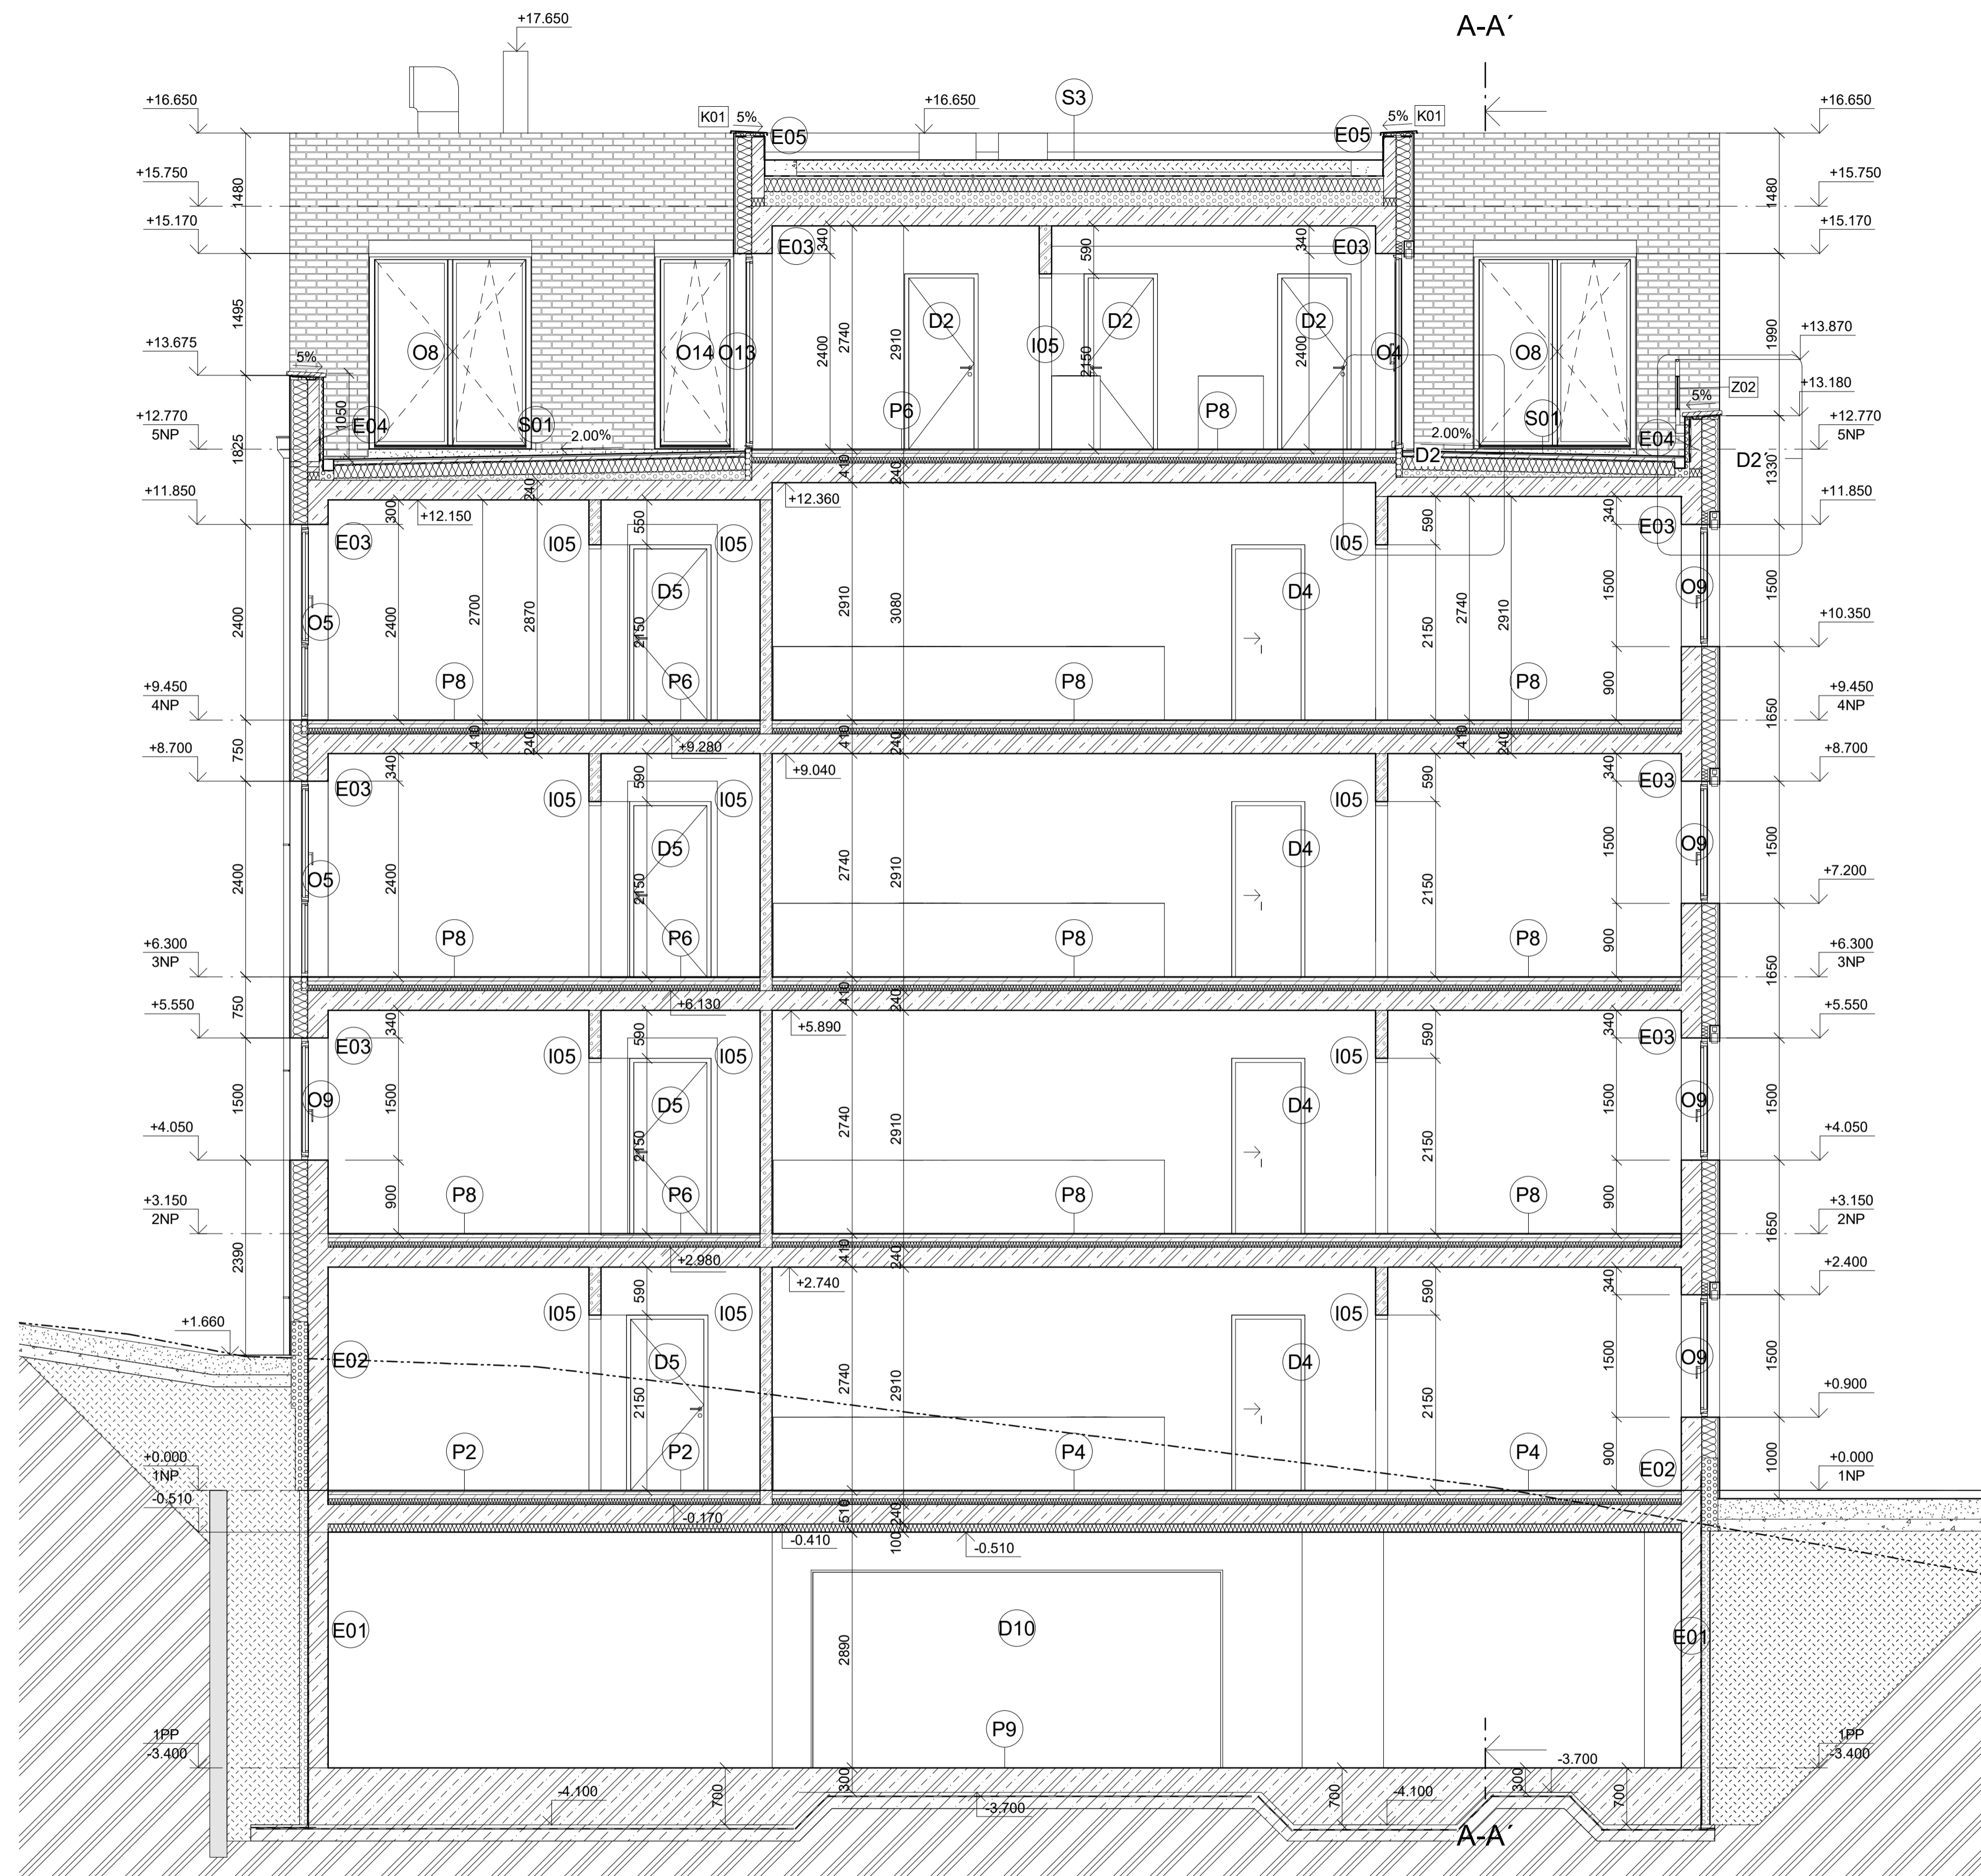 A-A´
+17.650
+16.650
K01
5%
+16.650
S3
5%
K01
+16.650
E05
E05
+15.750
+15.750
1480
1480
+15.170
+15.170
340
E03
590
340
E03
1495
2400
2740
2910
D2
I05
D2
2150
D2
2400
1990
O8
O14
O13
O4
O8
+13.870
+13.675
5%
+13.180
Z02
5%
1050
E04
S01
P6
P8
S01
E04
+12.770
5NP
2.00%
2.00%
+12.770
5NP
1825
410
240
D2
D2´
1330
240
+12.360
+11.850
300
+12.150
550
590
340
+11.850
E03
I05
I05
I05
E03
D5
D4
O9
1500
1500
2400
O5
2400
2700
2870
2150
2910
3080
2150
2740
2910
+10.350
P8
P6
P8
P8
900
+9.450
4NP
+9.450
4NP
1650
750
410
240
+9.280
410
240
410
240
+8.700
340
590
+9.040
590
340
+8.700
E03
I05
I05
I05
E03
D5
D4
O9
1500
1500
2400
O5
2400
2150
2740
2910
2150
+7.200
P8
P6
P8
P8
900
+6.300
3NP
+6.300
3NP
1650
750
+6.130
410
240
+5.550
340
590
+5.890
590
340
+5.550
E03
I05
I05
I05
E03
1500
O9
1500
D5
D4
O9
1500
1500
2150
2740
2910
2150
+4.050
+4.050
P8
P6
P8
P8
900
900
+3.150
2NP
+3.150
2NP
1650
2390
+2.980
410
240
+2.740
+2.400
590
590
340
I05
I05
I05
+1.660
E02
D5
D4
O9
1500
1500
2150
2740
2910
2150
+0.900
P2
P2
P4
P4
900
E02
1000
+0.000
1NP
+0.000
1NP
-0.510
-0.170
510
240
100
-0.410
-0.510
E01
D10
E01
2890
P9
1PP
-3.400
1PP
-3.400
-4.100
700
300
-3.700
700
-4.100
300
-3.700
700
A-A´